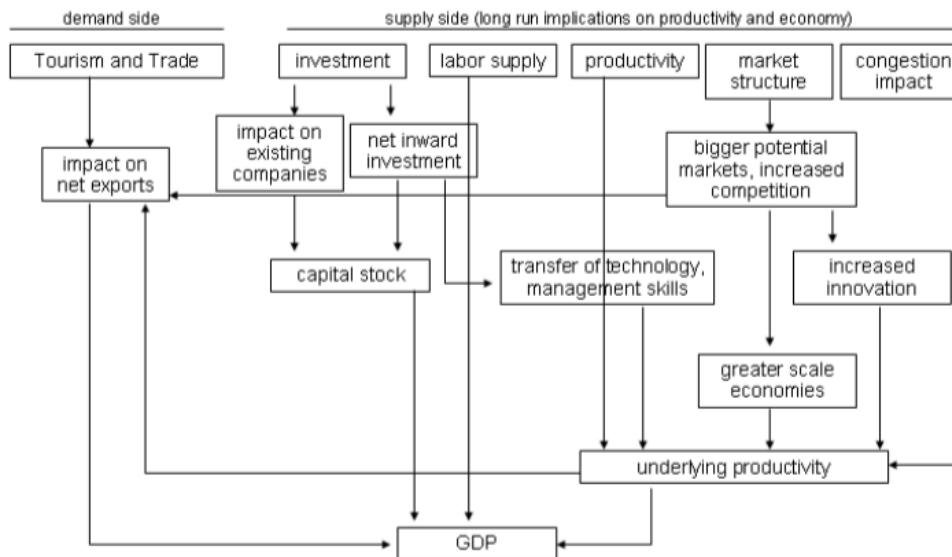 demand side
supply side (long run implications on productivity and economy)
Tourism and Trade
investment
labor supply
productivity
market
structure
congestion
impact
impact on
existing
companies
net inward
investment
impact on
net exports
bigger potential
markets, increased
competition
capital stock
transfer of technology,
management skills
increased
innovation
greater scale
economies
underlying productivity
GDP